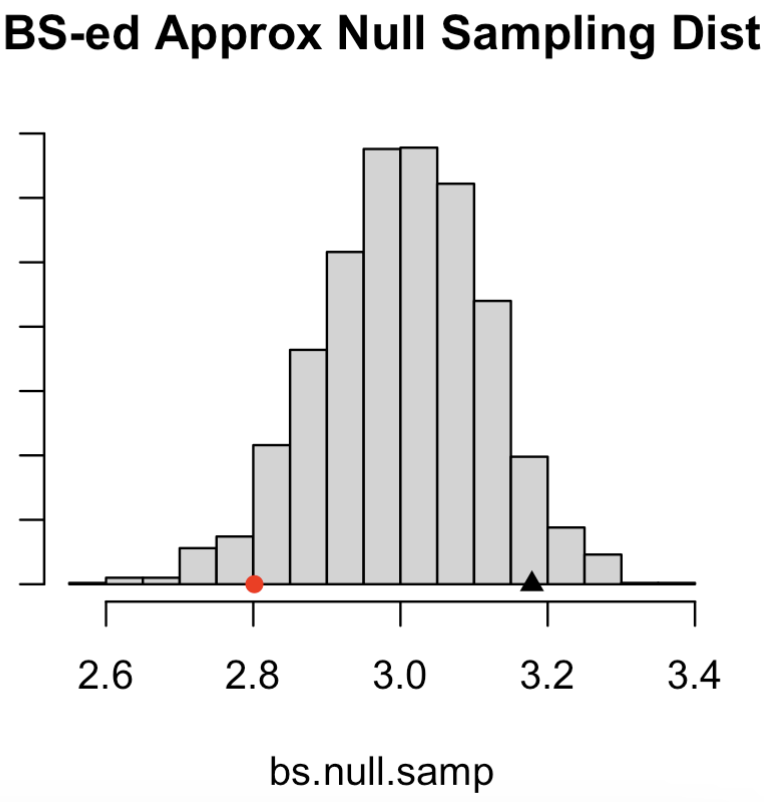 BS-ed Approx Null Sampling Dist
2.6 2.8 3.0 3.2 3.4
bs.null.samp